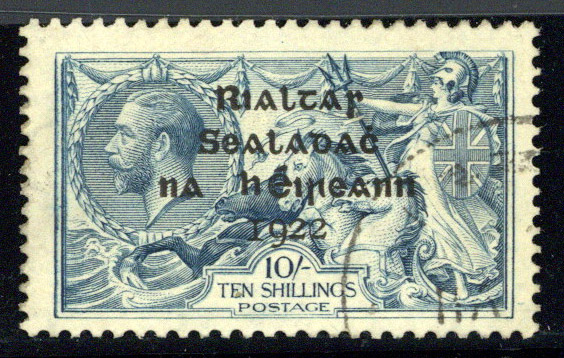 Rialtas
Sealadaċ
na hÉireann
1922
10/-
TEN SHILLINGS
POSTAGE